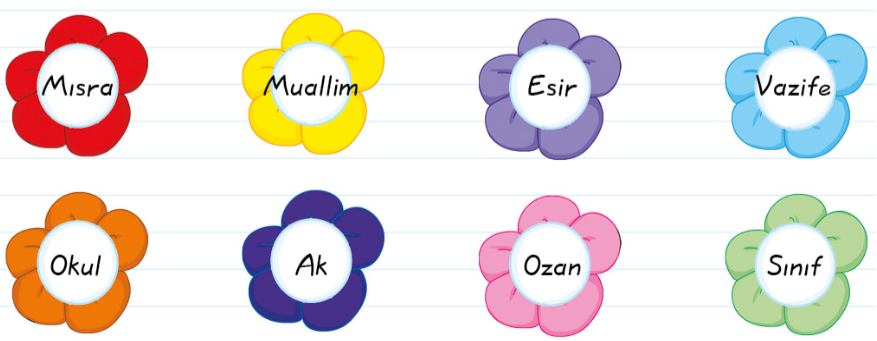 Mısra Muallim Esir Vazife
Okul Ak Ozan Sınıf